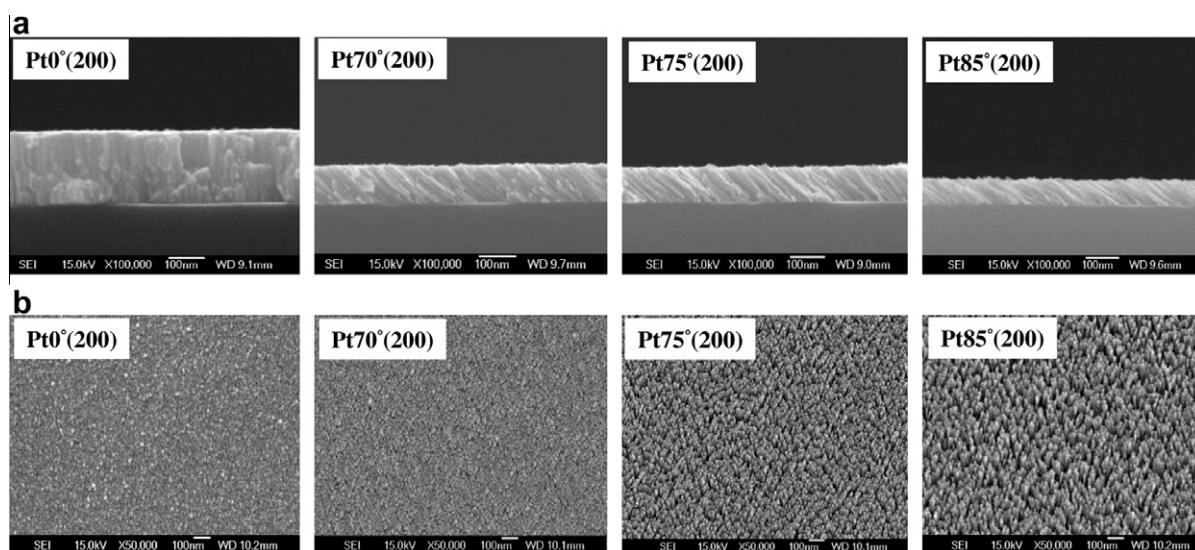 a
Pt0°(200)
Pt70°(200)
Pt75°(200)
Pt85°(200)
SEI 15.0kV X100,000 100nm WD 9.1mm
SEI 15.0kV X100,000 100nm WD 9.7mm
SEI 15.0kV X100,000 100nm WD 9.0mm
SEI 15.0kV X100,000 100nm WD 9.6mm
b
Pt0°(200)
Pt70°(200)
Pt75°(200)
Pt85°(200)
SEI 15.0kV X50,000 100nm WD 10.2mm
SEI 15.0kV X50,000 100nm WD 10.1mm
SEI 15.0kV X50,000 100nm WD 10.1mm
SEI 15.0kV X50,000 100nm WD 10.2mm